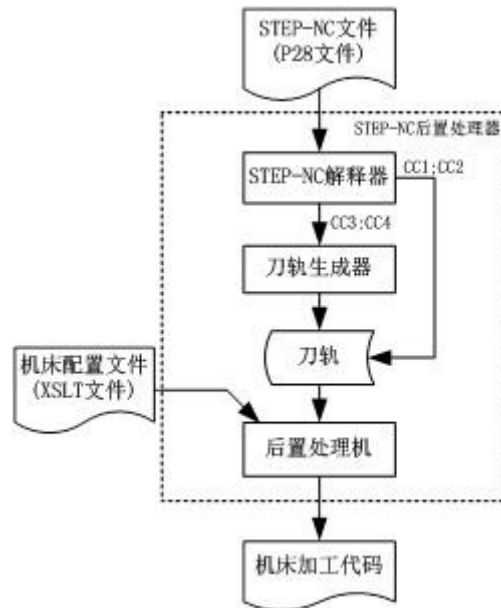 STEP-NC文件
(P28文件)
STEP-NC后置处理器
STEP-NC解释器
CC1;CC2
CC3;CC4
刀轨生成器
刀轨
机床配置文件
(XSLT文件)
后置处理机
机床加工代码